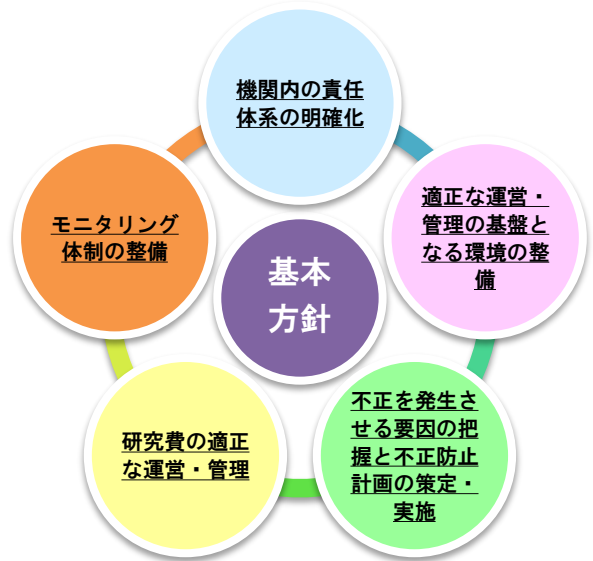 機関内の責任
体系の明確化
適正な運営・
管理の基盤と
なる環境の整
備
不正を発生さ
せる要因の把
握と不正防止
計画の策定・
実施
研究費の適正
な運営・管理
モニタリング
体制の整備
基本
方針